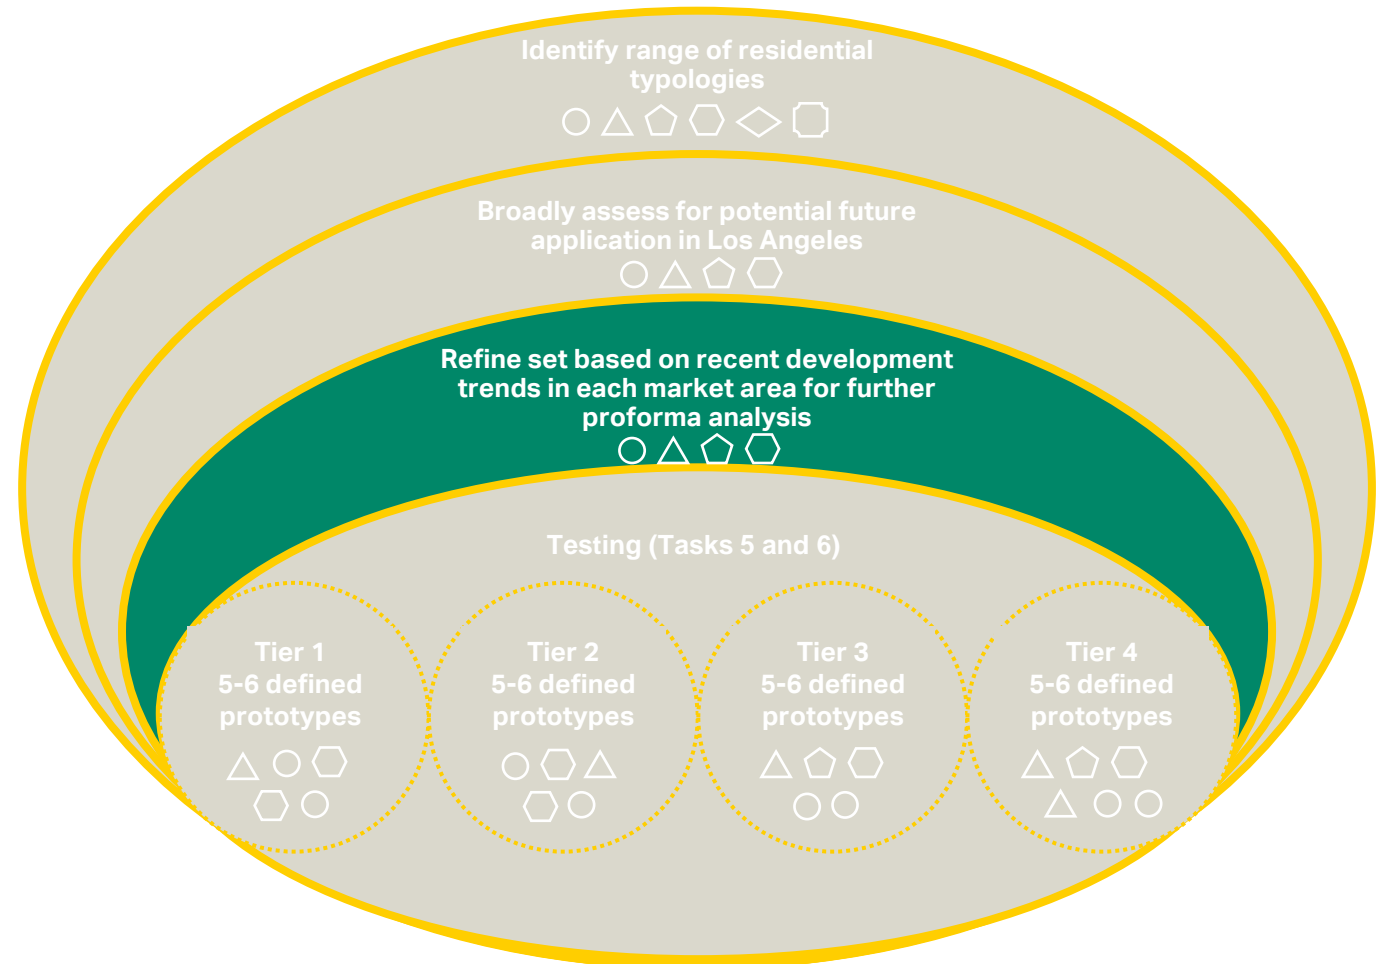 Identify range of residential
typologies
Broadly assess for potential future
application in Los Angeles
Refine set based on recent development
trends in each market area for further
proforma analysis
Testing (Tasks 5 and 6)
Tier 1
5-6 defined
prototypes
Tier 2
5-6 defined
prototypes
Tier 3
5-6 defined
prototypes
Tier 4
5-6 defined
prototypes